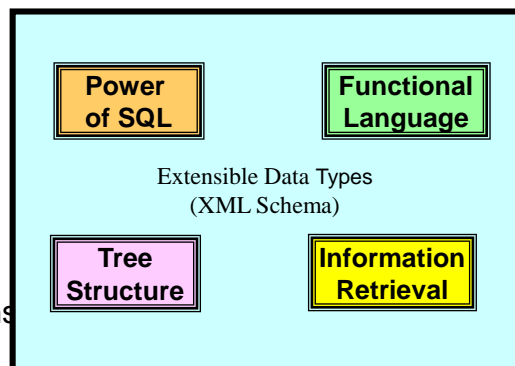 Power
of SQL
Functional
Language
Extensible Data Types
(XML Schema)
Tree
Structure
Information
Retrieval